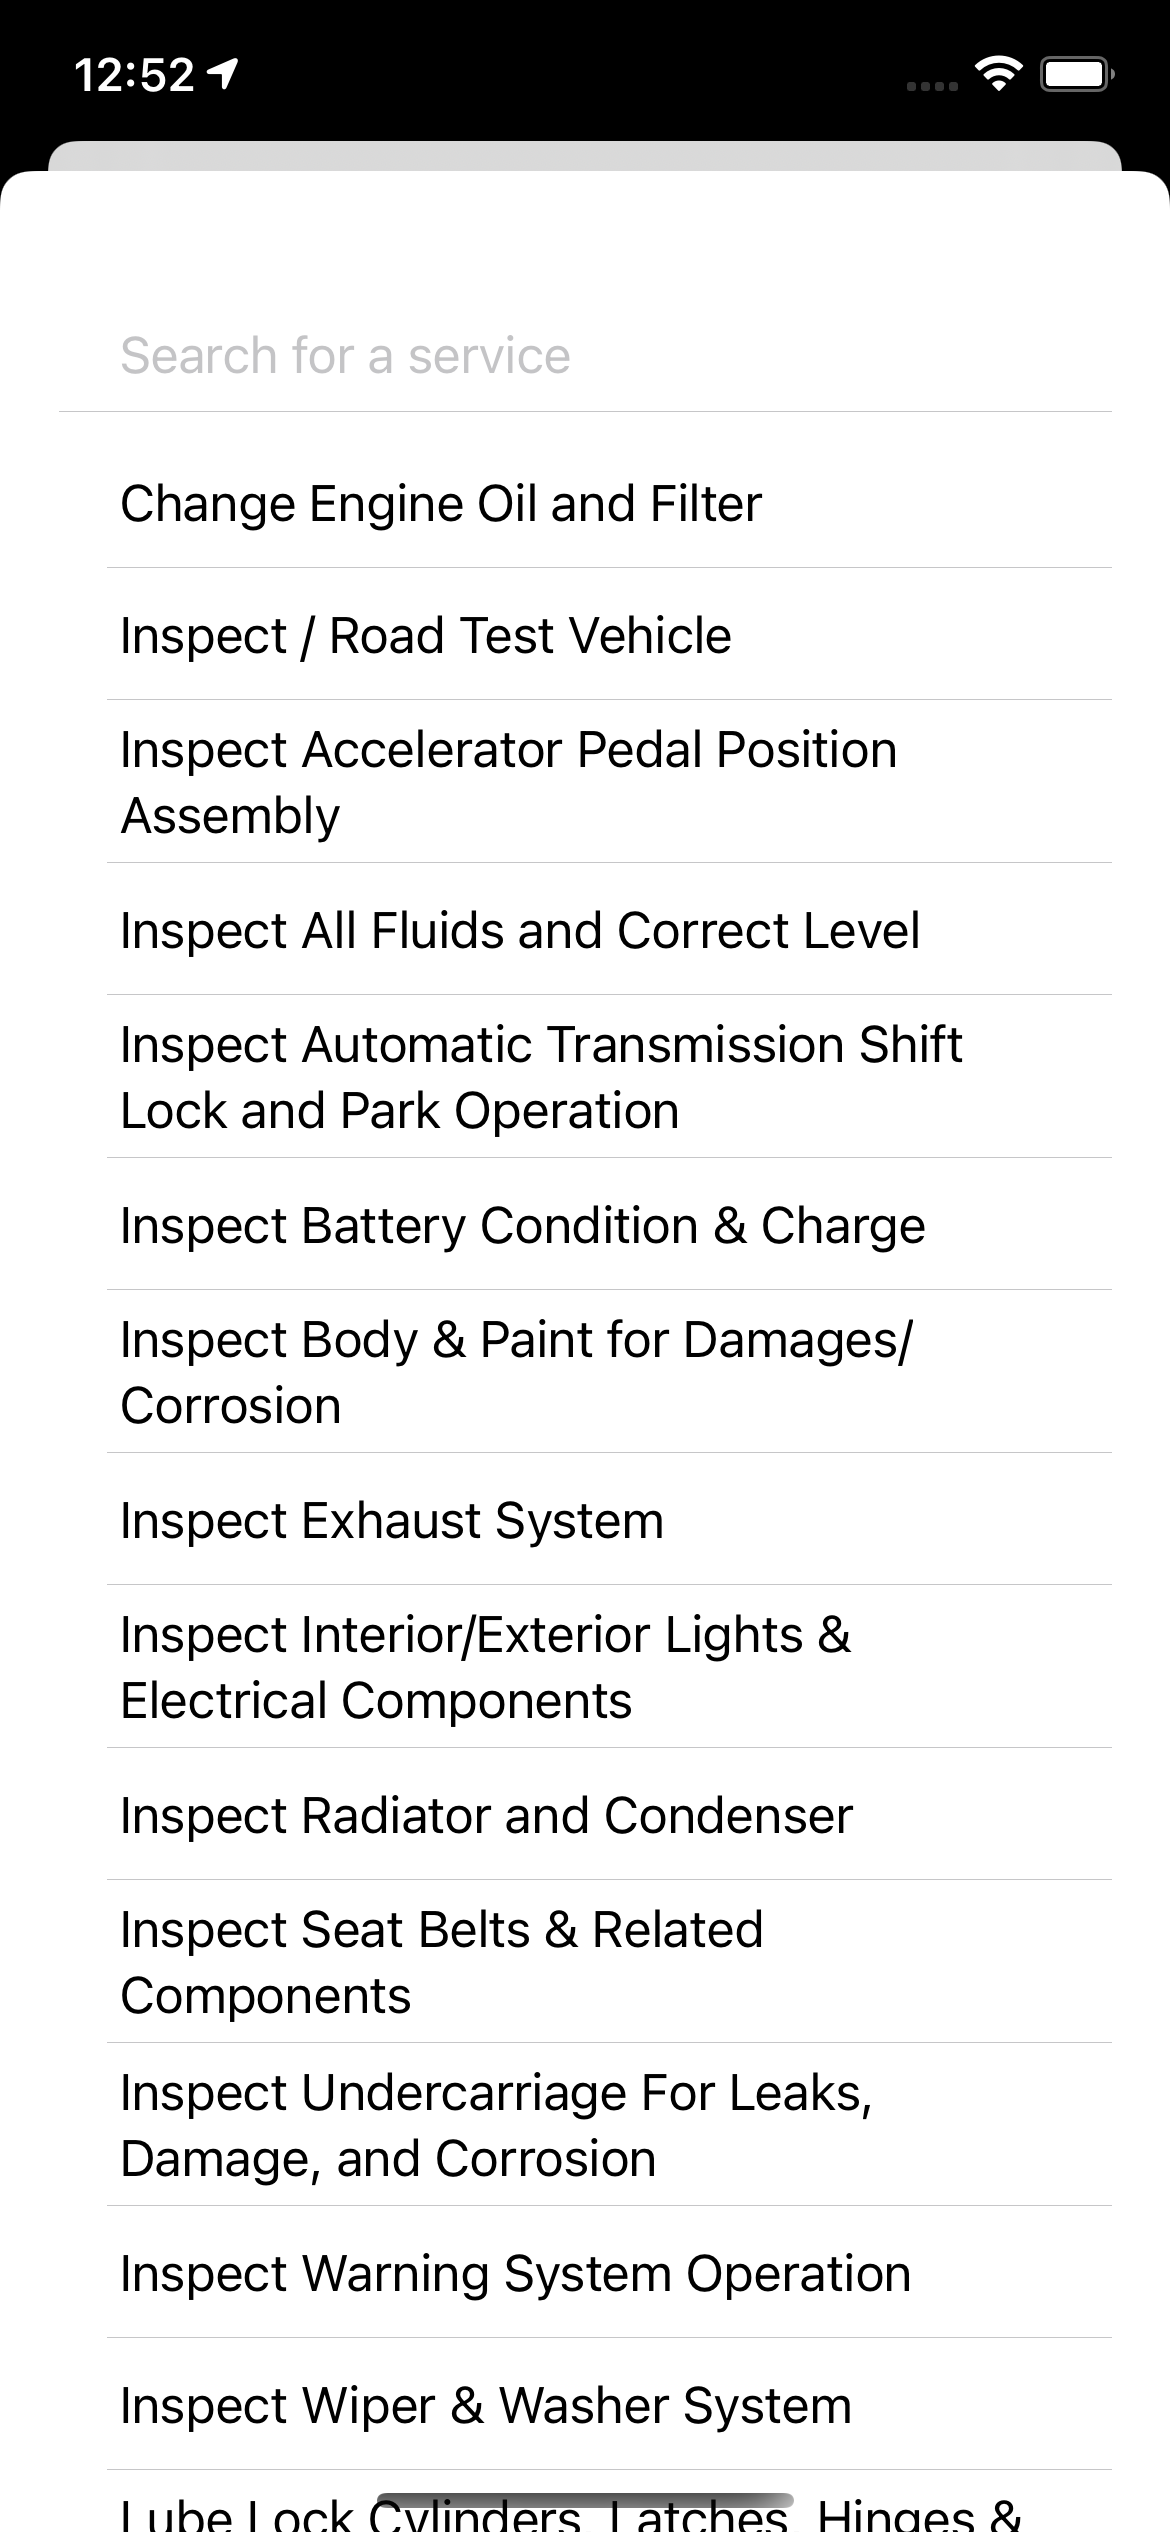 12:52
Search for a service
Change Engine Oil and Filter
Inspect / Road Test Vehicle
Inspect Accelerator Pedal Position
Assembly
Inspect All Fluids and Correct Level
Inspect Automatic Transmission Shift
Lock and Park Operation
Inspect Battery Condition & Charge
Inspect Body & Paint for Damages/
Corrosion
Inspect Exhaust System
Inspect Interior/Exterior Lights &
Electrical Components
Inspect Radiator and Condenser
Inspect Seat Belts & Related
Components
Inspect Undercarriage For Leaks,
Damage, and Corrosion
Inspect Warning System Operation
Inspect Wiper & Washer System
Lube Lock Cylinders, Latches, Hinges &